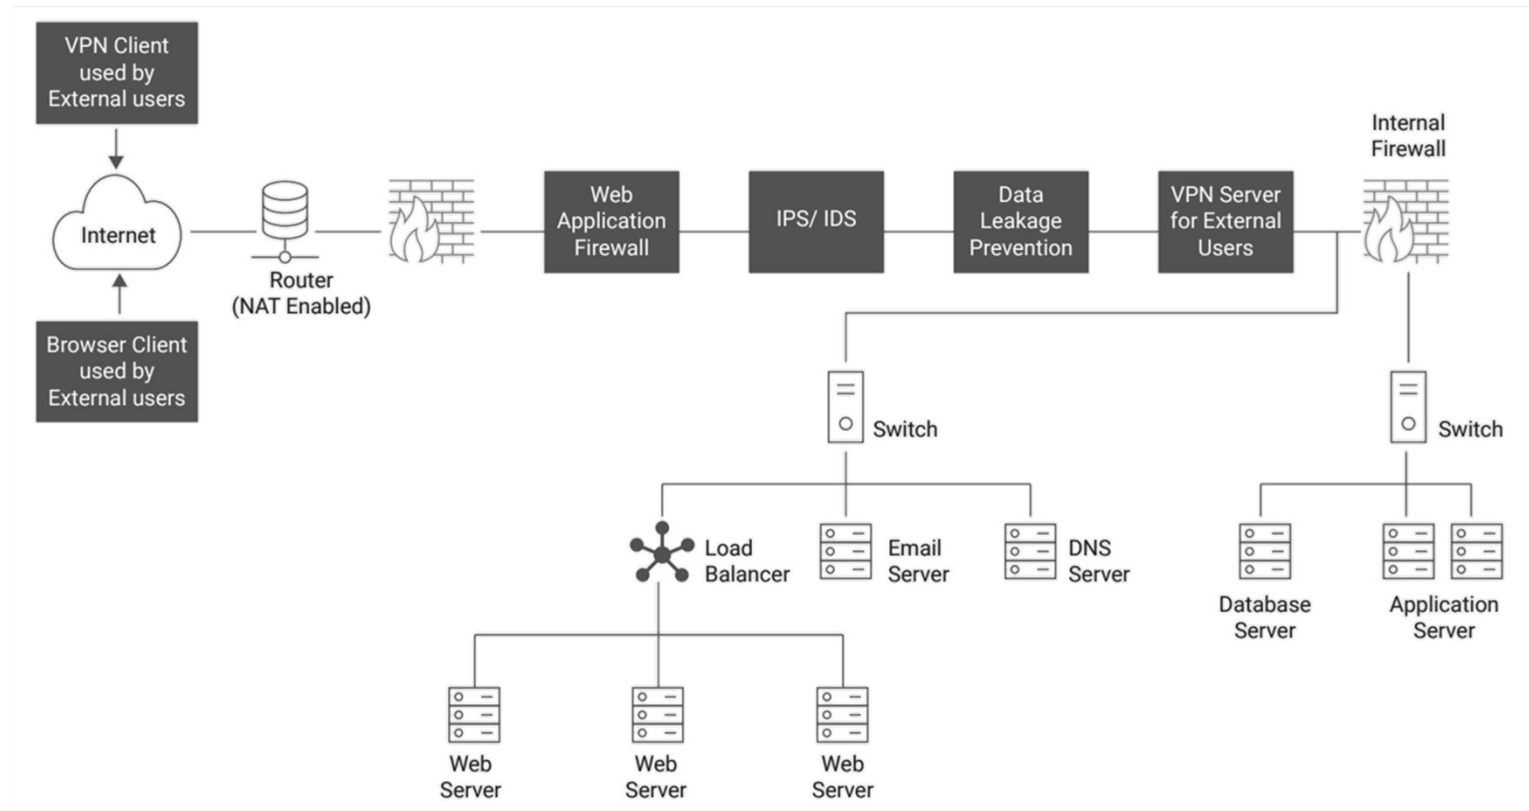 VPN Client
used by
External users
Internet
Browser Client
used by
External users
Router
(NAT Enabled)
Web
Application
Firewall
IPS/ IDS
Data
Leakage
Prevention
VPN Server
for External
Users
Internal
Firewall
Switch
Switch
Load
Balancer
Email
Server
DNS
Server
Database
Server
Application
Server
Web
Server
Web
Server
Web
Server